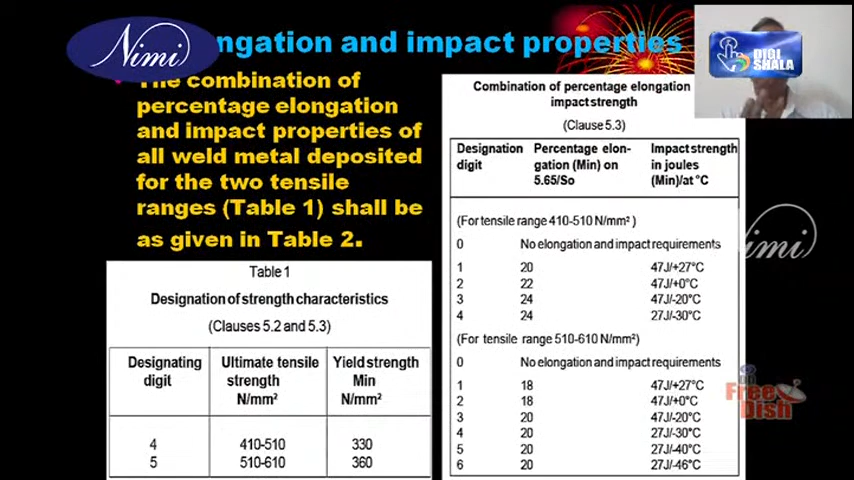 Nimi
ngation and impact properties
DIGI
SHALA
The combination of
percentage elongation
and impact properties of
all weld metal deposited
for the two tensile
ranges (Table 1) shall be
as given in Table 2.
Table 1
Designation of strength characteristics
(Clauses 5.2 and 5.3)
Designating digit Ultimate tensile strength N/mm² Yield strength Min N/mm²
4 410-510 330
5 510-610 360
Combination of percentage elongation
impact strength
(Clause 5.3)
Designation Percentage elon- Impact strength
digit gation (Min) on in joules
5.65/So (Min)/at °C
(For tensile range 410-510 N/mm²)
0 No elongation and impact requirements
1 20 47J/+27°C
2 22 47J/+0°C
3 24 47J/-20°C
4 24 27J/-30°C
(For tensile range 510-610 N/mm²)
0 No elongation and impact requirements
1 18 47J/+27°C
2 18 47J/+0°C
3 20 47J/-20°C
4 20 27J/-30°C
5 20 27J/-40°C
6 20 27J/-46°C
Nimi
Free
Dish